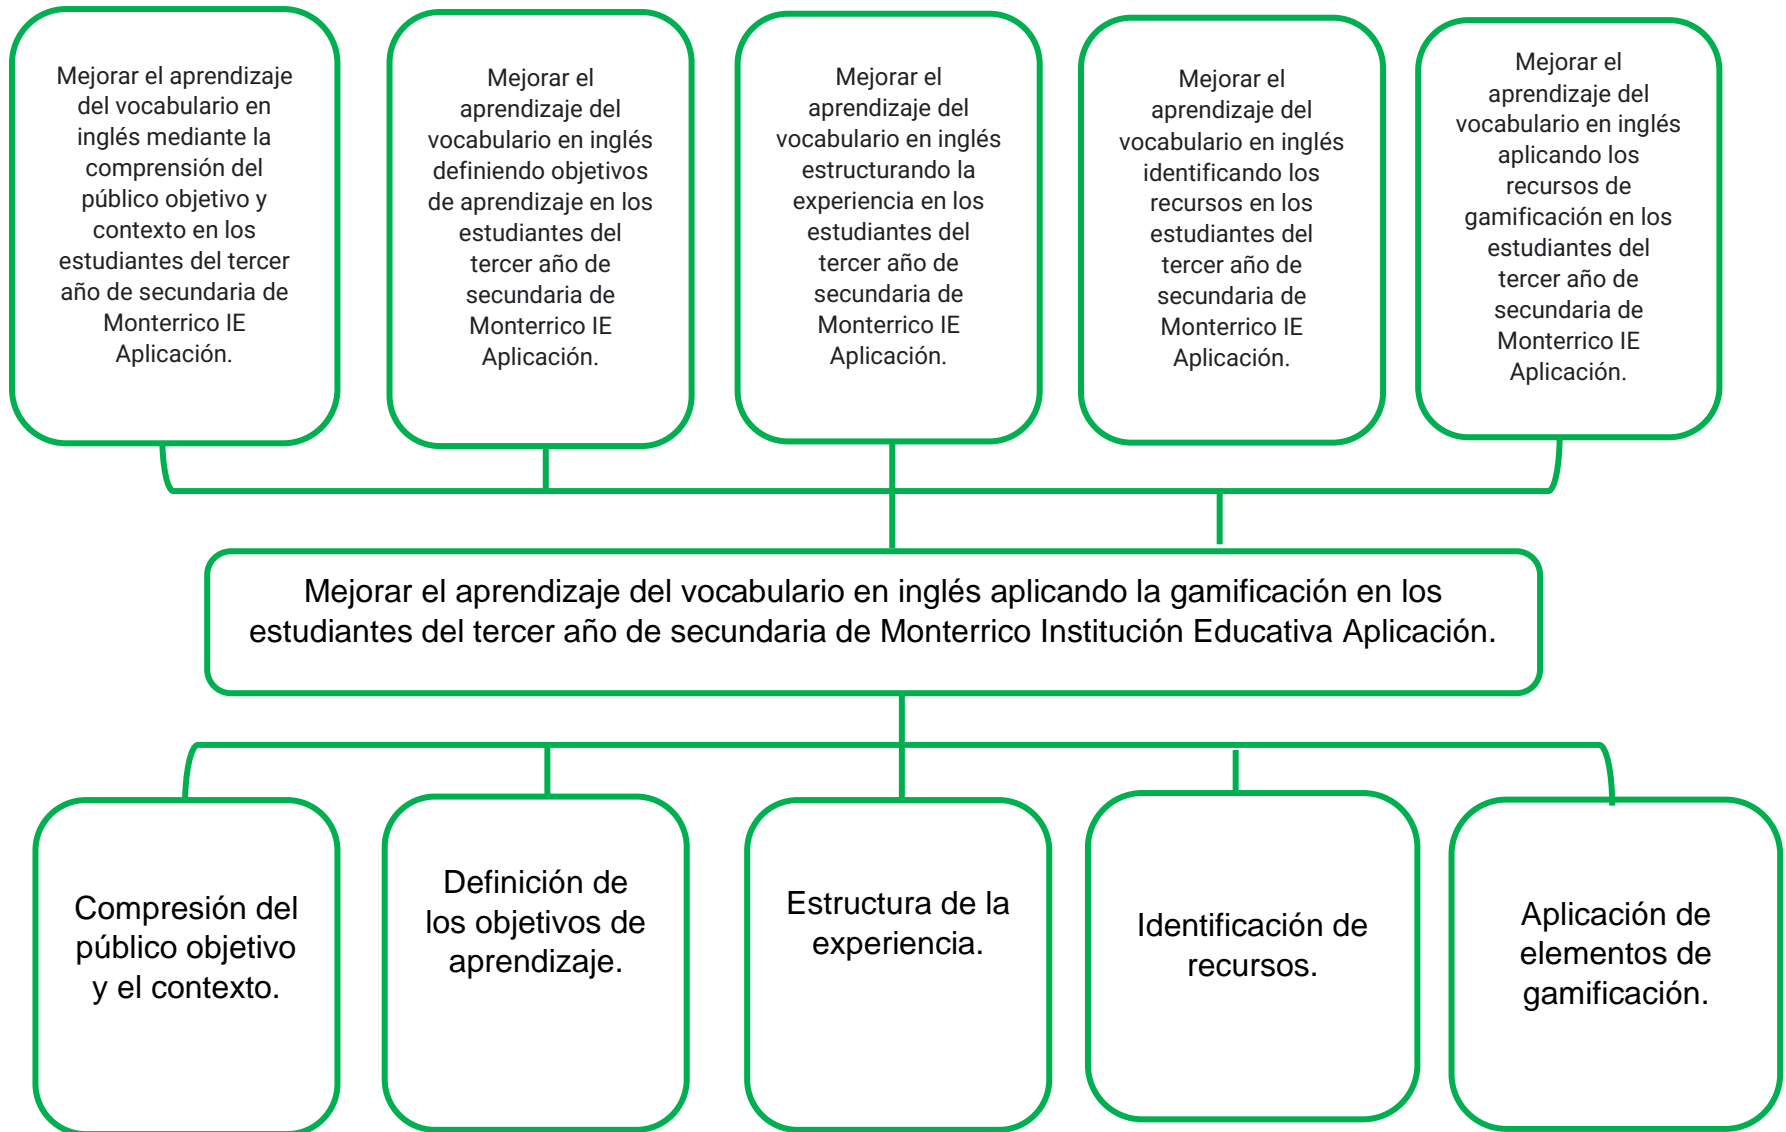 Mejorar el aprendizaje
del vocabulario en
inglés mediante la
comprensión del
público objetivo y
contexto en los
estudiantes del tercer
año de secundaria de
Monterrico IE
Aplicación.
Mejorar el
aprendizaje del
vocabulario en inglés
definiendo objetivos
de aprendizaje en los
estudiantes del
tercer año de
secundaria de
Monterrico IE
Aplicación.
Mejorar el
aprendizaje del
vocabulario en inglés
estructurando la
experiencia en los
estudiantes del
tercer año de
secundaria de
Monterrico IE
Aplicación.
Mejorar el
aprendizaje del
vocabulario en inglés
identificando los
recursos en los
estudiantes del
tercer año de
secundaria de
Monterrico IE
Aplicación.
Mejorar el
aprendizaje del
vocabulario en inglés
aplicando los
recursos de
gamificación en los
estudiantes del
tercer año de
secundaria de
Monterrico IE
Aplicación.
Mejorar el aprendizaje del vocabulario en inglés aplicando la gamificación en los
estudiantes del tercer año de secundaria de Monterrico Institución Educativa Aplicación.
Compresión del
público objetivo
y el contexto.
Definición de
los objetivos de
aprendizaje.
Estructura de la
experiencia.
Identificación de
recursos.
Aplicación de
elementos de
gamificación.